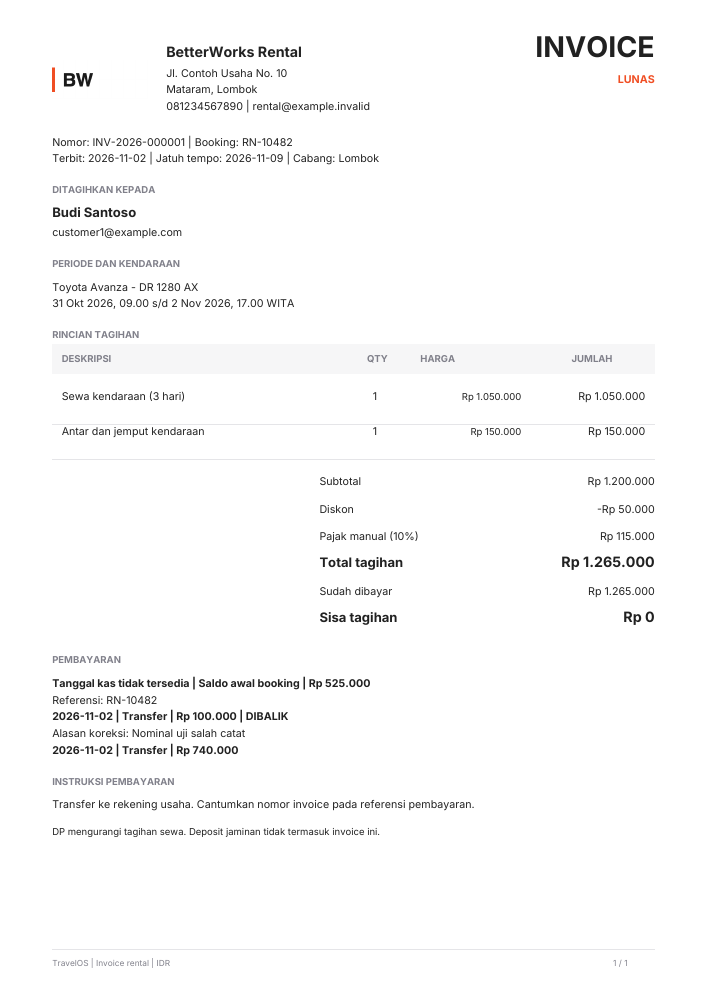 BW
BetterWorks Rental
Jl. Contoh Usaha No. 10
Mataram, Lombok
081234567890 | rental@example.invalid
INVOICE
LUNAS
Nomor: INV-2026-000001 | Booking: RN-10482
Terbit: 2026-11-02 | Jatuh tempo: 2026-11-09 | Cabang: Lombok
DITAGIHKAN KEPADA
Budi Santoso
customer1@example.com
PERIODE DAN KENDARAAN
Toyota Avanza - DR 1280 AX
31 Okt 2026, 09.00 s/d 2 Nov 2026, 17.00 WITA
RINCIAN TAGIHAN
DESKRIPSI QTY HARGA JUMLAH
Sewa kendaraan (3 hari) 1 Rp 1.050.000 Rp 1.050.000
Antar dan jemput kendaraan 1 Rp 150.000 Rp 150.000
Subtotal Rp 1.200.000
Diskon -Rp 50.000
Pajak manual (10%) Rp 115.000
Total tagihan Rp 1.265.000
Sudah dibayar Rp 1.265.000
Sisa tagihan Rp 0
PEMBAYARAN
Tanggal kas tidak tersedia | Saldo awal booking | Rp 525.000
Referensi: RN-10482
2026-11-02 | Transfer | Rp 100.000 | DIBALIK
Alasan koreksi: Nominal uji salah catat
2026-11-02 | Transfer | Rp 740.000
INSTRUKSI PEMBAYARAN
Transfer ke rekening usaha. Cantumkan nomor invoice pada referensi pembayaran.
DP mengurangi tagihan sewa. Deposit jaminan tidak termasuk invoice ini.
TravelOS | Invoice rental | IDR 1 / 1